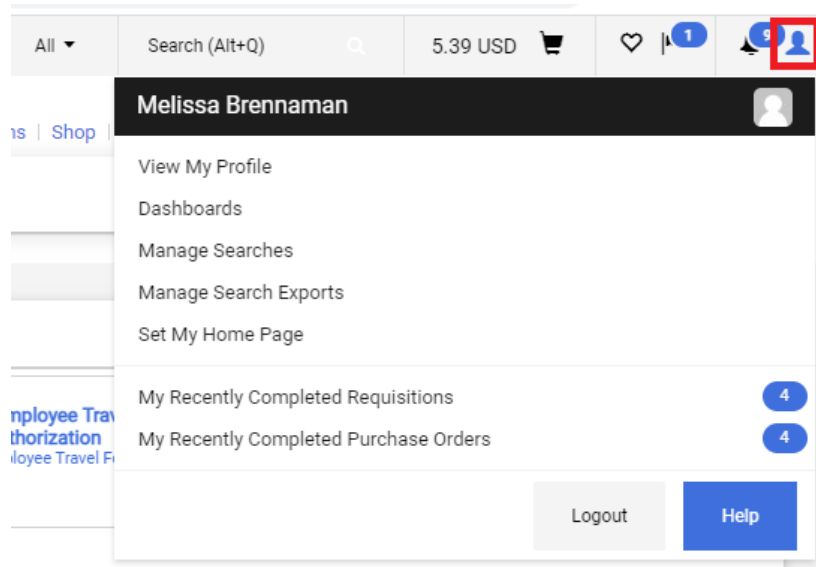 All
Search (Alt+Q)
5.39 USD
1
9
Melissa Brennaman
Shop
View My Profile
Dashboards
Manage Searches
Manage Search Exports
Set My Home Page
My Recently Completed Requisitions
4
My Recently Completed Purchase Orders
4
Logout
Help